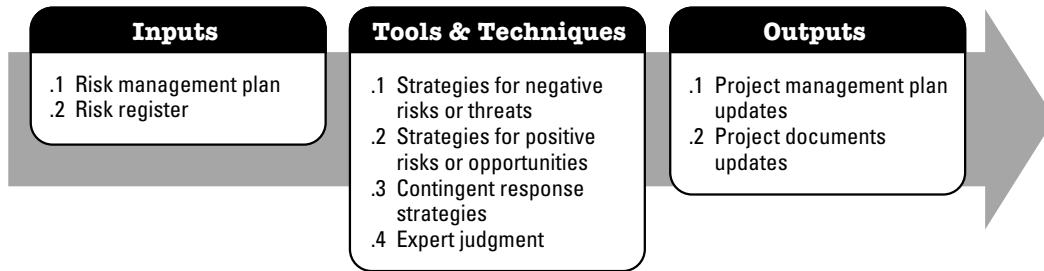 Inputs
.1 Risk management plan
.2 Risk register
Tools & Techniques
.1 Strategies for negative
risks or threats
.2 Strategies for positive
risks or opportunities
.3 Contingent response
strategies
.4 Expert judgment
Outputs
.1 Project management plan
updates
.2 Project documents
updates